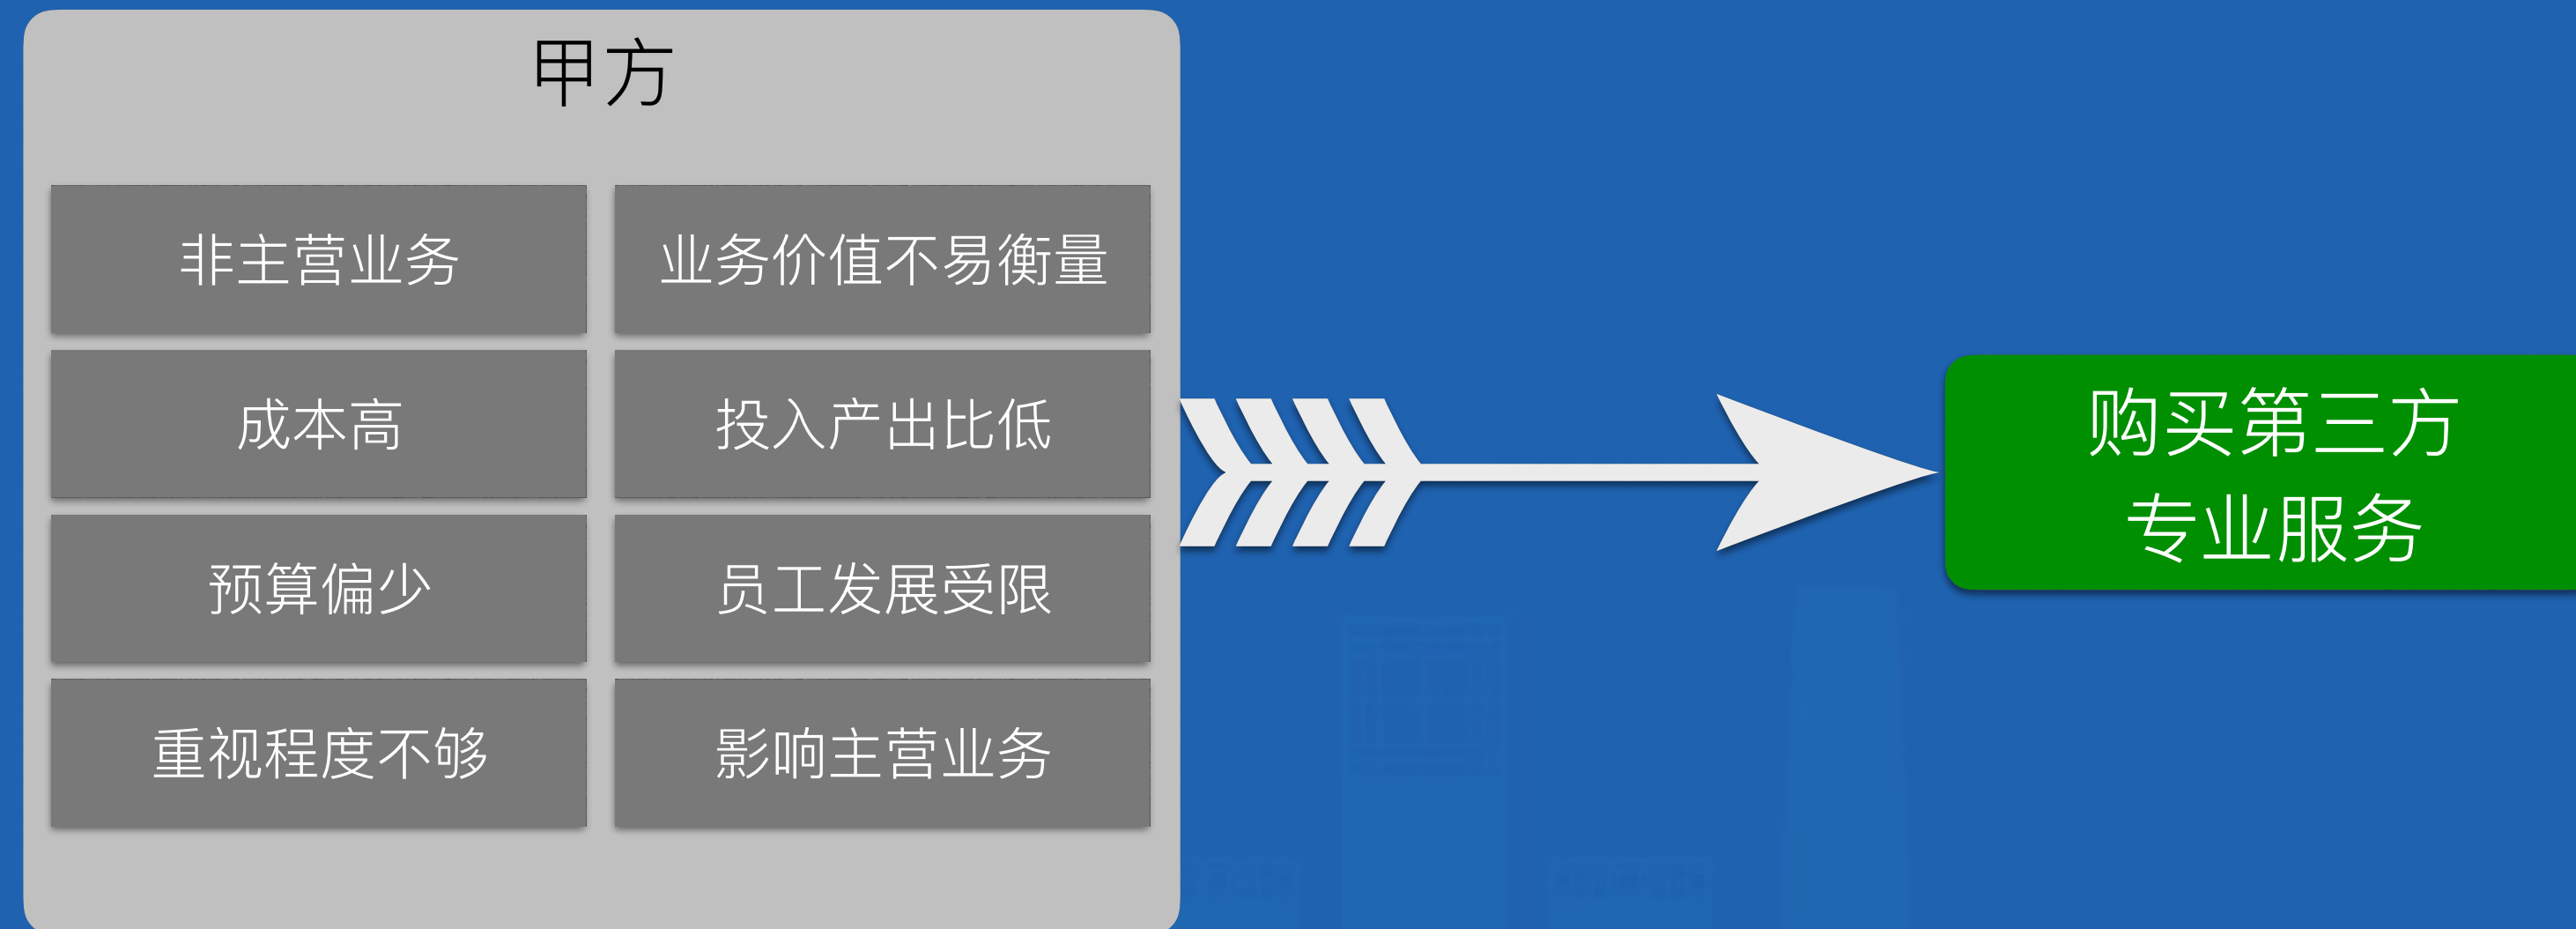 甲方
非主营业务
业务价值不易衡量
成本高
投入产出比低
预算偏少
员工发展受限
重视程度不够
影响主营业务
购买第三方
专业服务